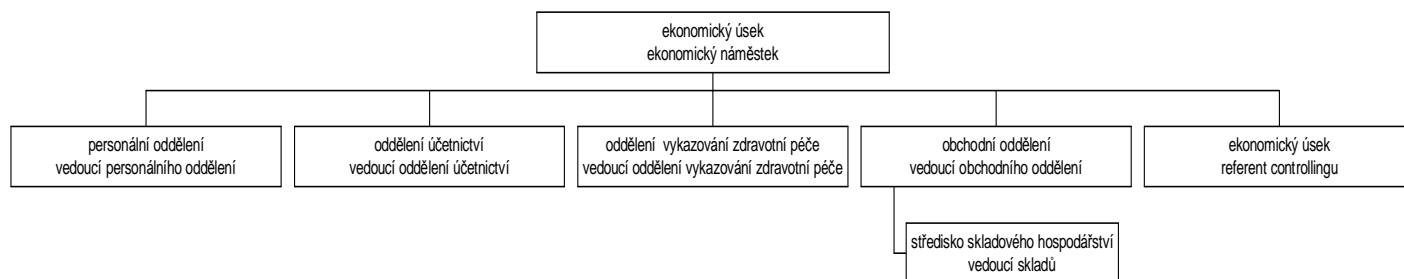 ekonomický úsek
ekonomický náměstek
personální oddělení
vedoucí personálního oddělení
oddělení účetnictví
vedoucí oddělení účetnictví
oddělení vykazování zdravotní péče
vedoucí oddělení vykazování zdravotní péče
obchodní oddělení
vedoucí obchodního oddělení
ekonomický úsek
referent controllingu
středisko skladového hospodářství
vedoucí skladů